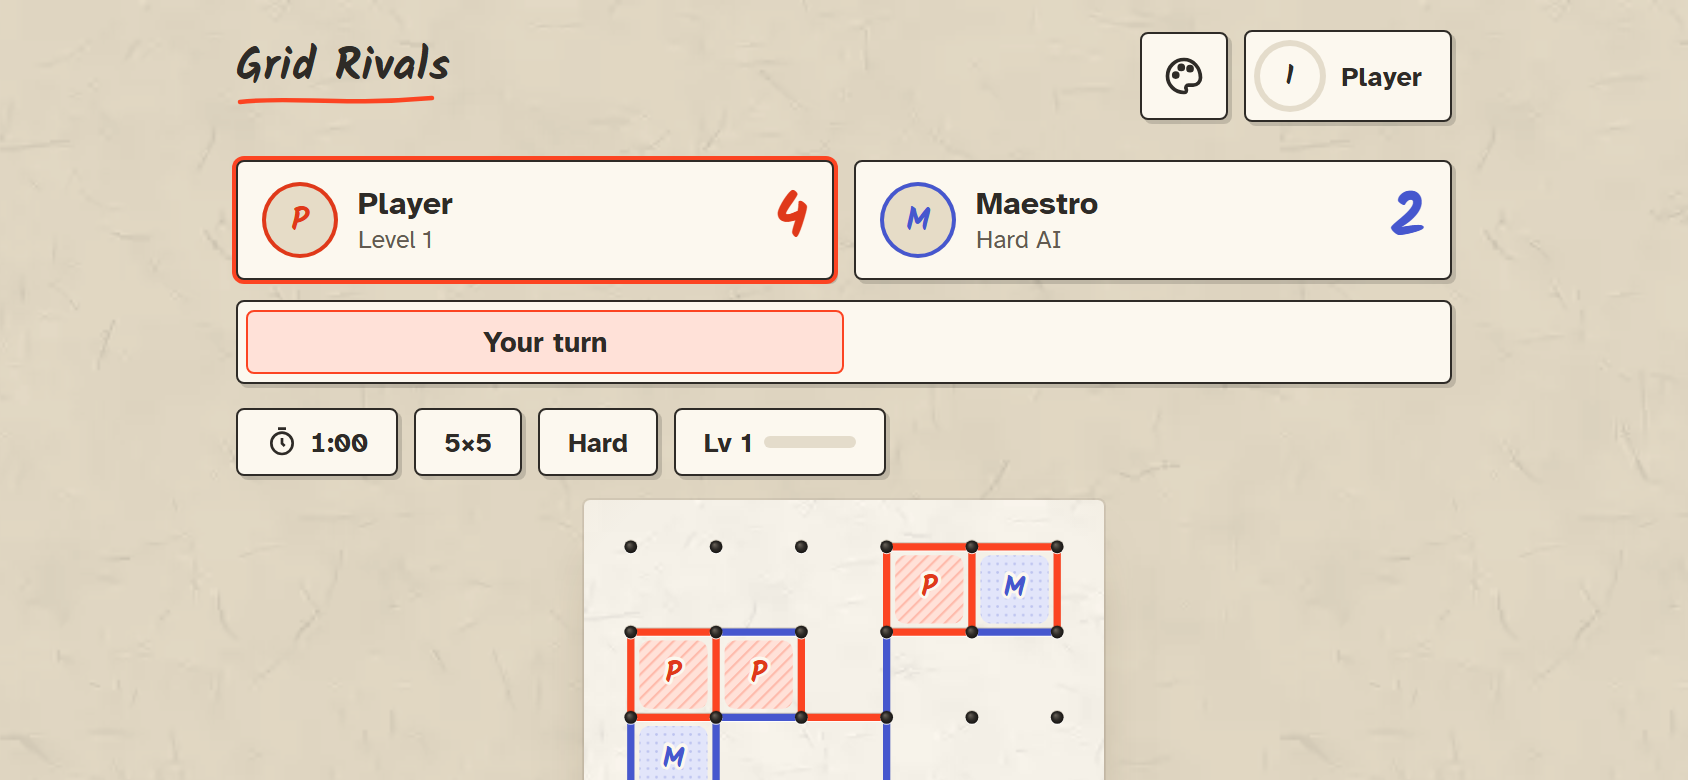 Grid Rivals
1 Player
P Player 4
Level 1
M Maestro 2
Hard AI
Your turn
1:00 5×5 Hard Lv 1
P M
P P
M